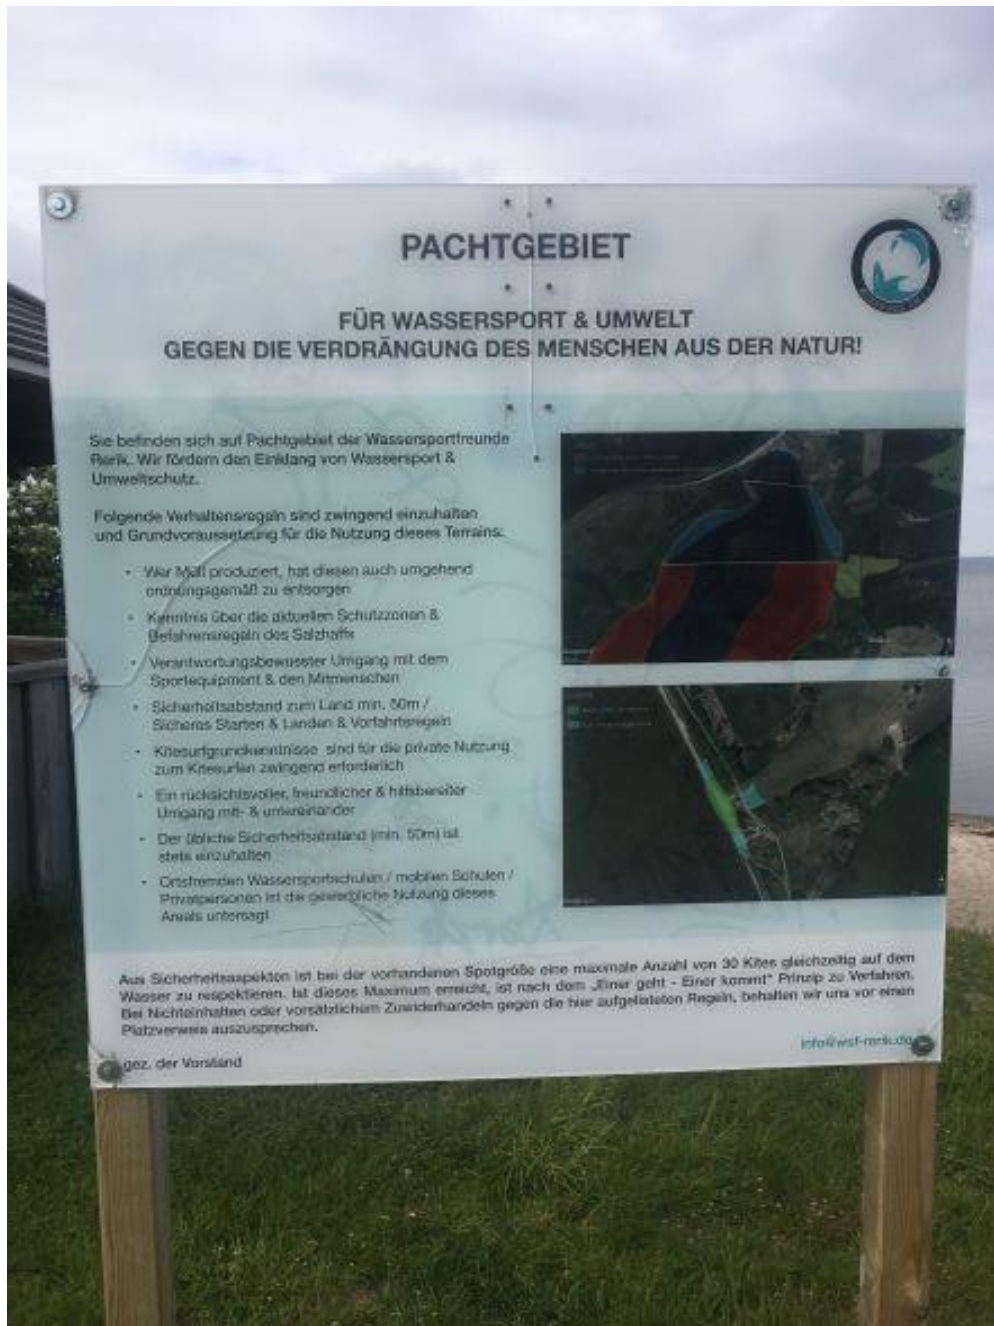 PACHTGEBIET
FÜR WASSERSPORT & UMWELT
GEGEN DIE VERDRÄNGUNG DES MENSCHEN AUS DER NATUR!
Sie befinden sich auf Pachtgebiet der Wassersportfreunde
Rerik. Wir fördern den Einklang von Wassersport &
Umweltschutz.
Folgende Verhaltensregeln sind zwingend einzuhalten
und Grundvoraussetzung für die Nutzung dieses Terrains:
• Wer Müll produziert, hat diesen auch umgehend
ordnungsgemäß zu entsorgen
• Kenntnis über die aktuellen Schutzzonen &
Befahrensregeln des Salzhaffs
• Verantwortungsbewusster Umgang mit dem
Sportequipment & den Mitmenschen
• Sicherheitsabstand zum Land min. 50m /
Sicheres Starten & Landen & Vorfahrtsregeln
• Kitesurfgrundkenntnisse sind für die private Nutzung
zum Kitesurfen zwingend erforderlich
• Ein rücksichtsvoller, freundlicher & hilfsbereiter
Umgang mit- & untereinander
• Der übliche Sicherheitsabstand (min. 50m) ist
stets einzuhalten
• Ortsfremden Wassersportschulen / mobilen Schulen /
Privatpersonen ist die gewerbliche Nutzung dieses
Areals untersagt
Aus Sicherheitsaspekten ist bei der vorhandenen Spotgröße eine maximale Anzahl von 30 Kites gleichzeitig auf dem
Wasser zu respektieren. Ist dieses Maximum erreicht, ist nach dem „Einer geht - Einer kommt“ Prinzip zu Verfahren.
Bei Nichteinhalten oder vorsätzlichem Zuwiderhandeln gegen die hier aufgelisteten Regeln, behalten wir uns vor einen
Platzverweis auszusprechen.
info@wsf-rerik.de
gez. der Vorstand